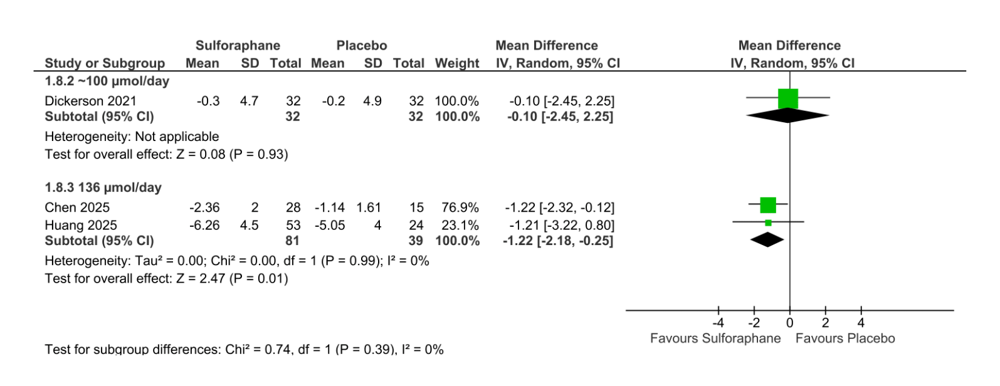 Sulforaphane Placebo Mean Difference Mean Difference
Study or Subgroup Mean SD Total Mean SD Total Weight IV, Random, 95% CI IV, Random, 95% CI
1.8.2 ~100 µmol/day
Dickerson 2021 -0.3 4.7 32 -0.2 4.9 32 100.0% -0.10 [-2.45, 2.25]
Subtotal (95% CI) 32 32 100.0% -0.10 [-2.45, 2.25]
Heterogeneity: Not applicable
Test for overall effect: Z = 0.08 (P = 0.93)
1.8.3 136 µmol/day
Chen 2025 -2.36 2 28 -1.14 1.61 15 76.9% -1.22 [-2.32, -0.12]
Huang 2025 -6.26 4.5 53 -5.05 4 24 23.1% -1.21 [-3.22, 0.80]
Subtotal (95% CI) 81 39 100.0% -1.22 [-2.18, -0.25]
Heterogeneity: Tau² = 0.00; Chi² = 0.00, df = 1 (P = 0.99); I² = 0%
Test for overall effect: Z = 2.47 (P = 0.01)
-4 -2 0 2 4
Favours Sulforaphane Favours Placebo
Test for subgroup differences: Chi² = 0.74, df = 1 (P = 0.39), I² = 0%